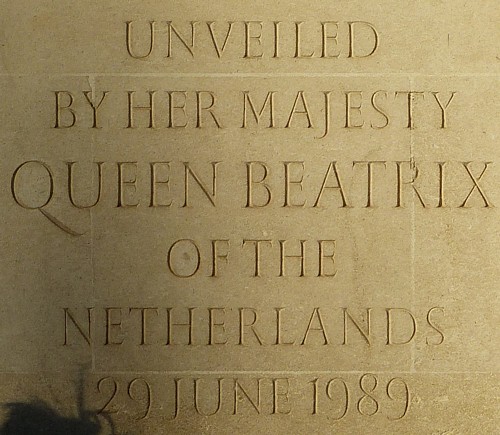 UNVEILED
BY HER MAJESTY
QUEEN BEATRIX
OF THE
NETHERLANDS
29 JUNE 1989